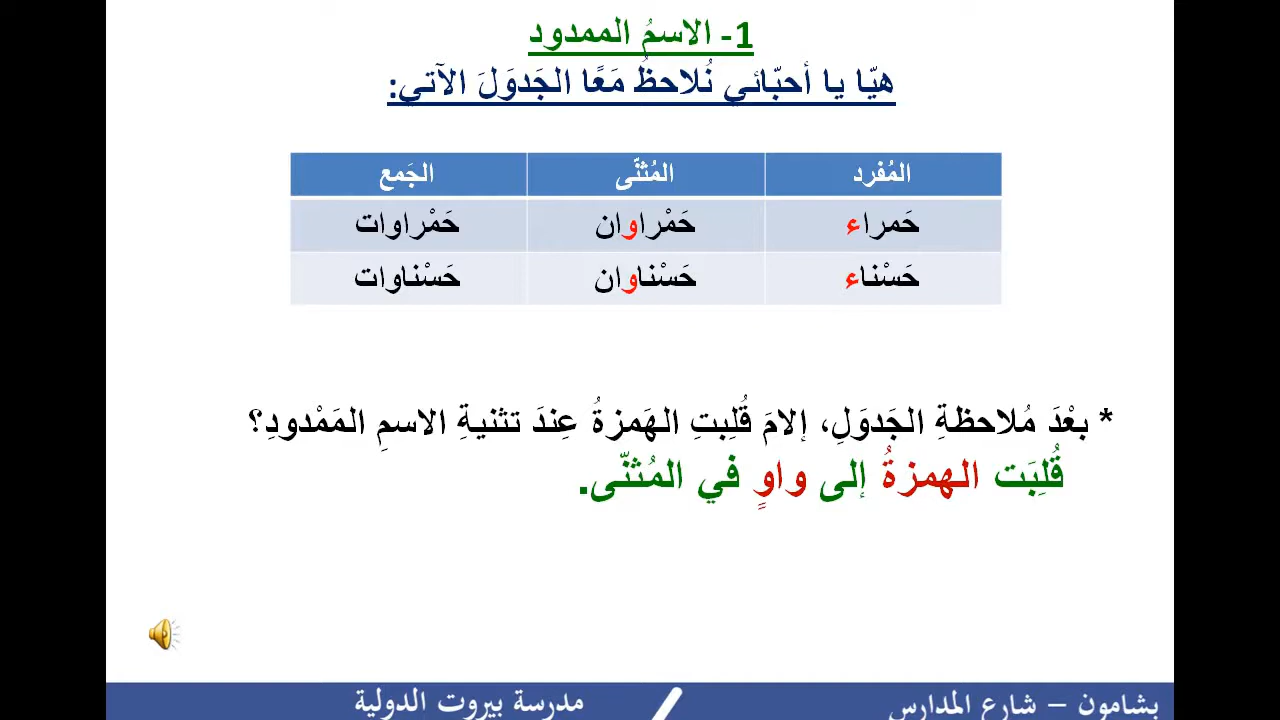 1- الاسمُ الممدود
هيّا يا أحبّائي نُلاحظُ مَعًا الجَدوَلَ الآتي:
المُفرد المُثنّى الجَمع
حَمراء حَمْراوان حَمْراوات
حَسْناء حَسْناوان حَسْناوات
* بعْدَ مُلاحظةِ الجَدوَلِ، إلامَ قُلِبتِ الهَمزةُ عِندَ تثنيةِ الاسمِ المَمْدودِ؟
قُلِبَت الهمزةُ إلى واوٍ في المُثنّى.
بشامون – شارع المدارس مدرسة بيروت الدولية